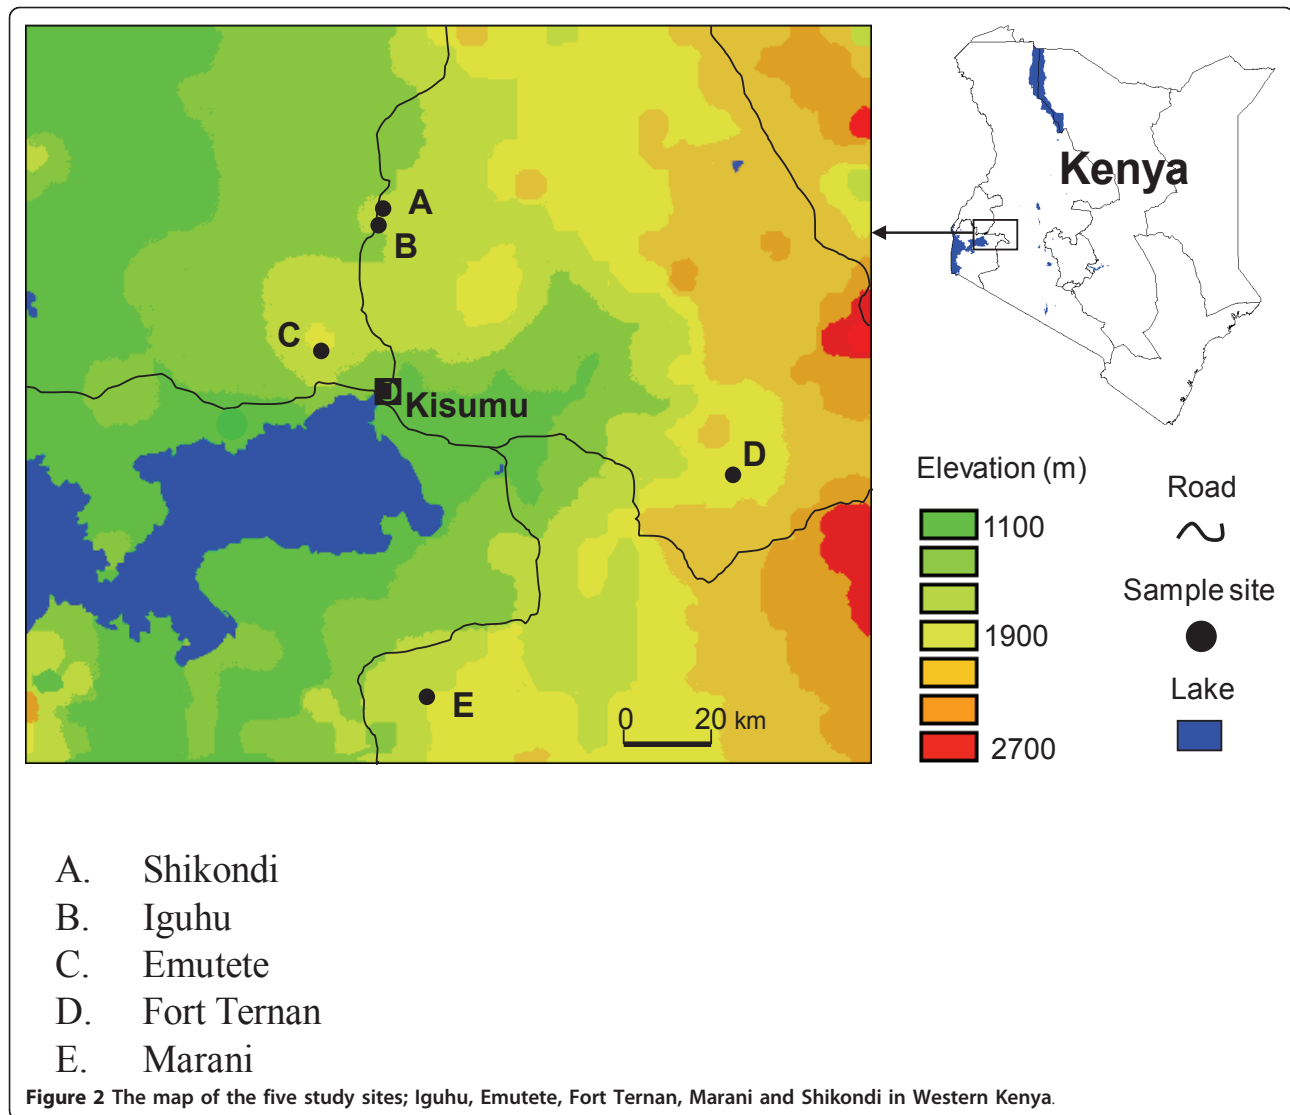 Kenya
A
B
C
Kisumu
D
E
0 20 km
Elevation (m)
1100
1900
2700
Road
Sample site
Lake
A. Shikondi
B. Iguhu
C. Emutete
D. Fort Ternan
E. Marani
Figure 2 The map of the five study sites; Iguhu, Emutete, Fort Ternan, Marani and Shikondi in Western Kenya.